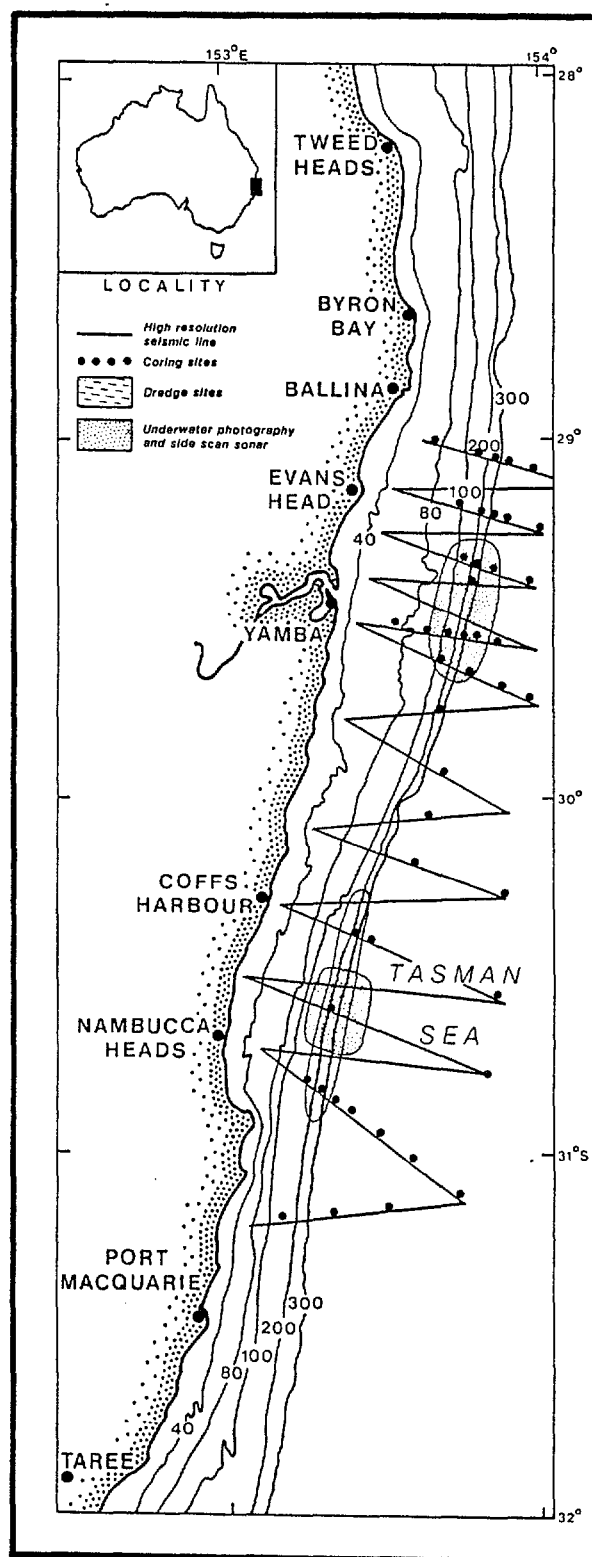 153°E
154°
28°
TWEED
HEADS
LOCALITY
BYRON
BAY
High resolution
seismic line
Coring sites
BALLINA
Dredge sites
300
Underwater photography
and side scan sonar
200
29°
EVANS
HEAD
100
80
40
YAMBA
30°
COFFS
HARBOUR
TASMAN
SEA
NAMBUCCA
HEADS
31°S
PORT
MACQUARIE
300
200
100
80
40
TAREE
32°